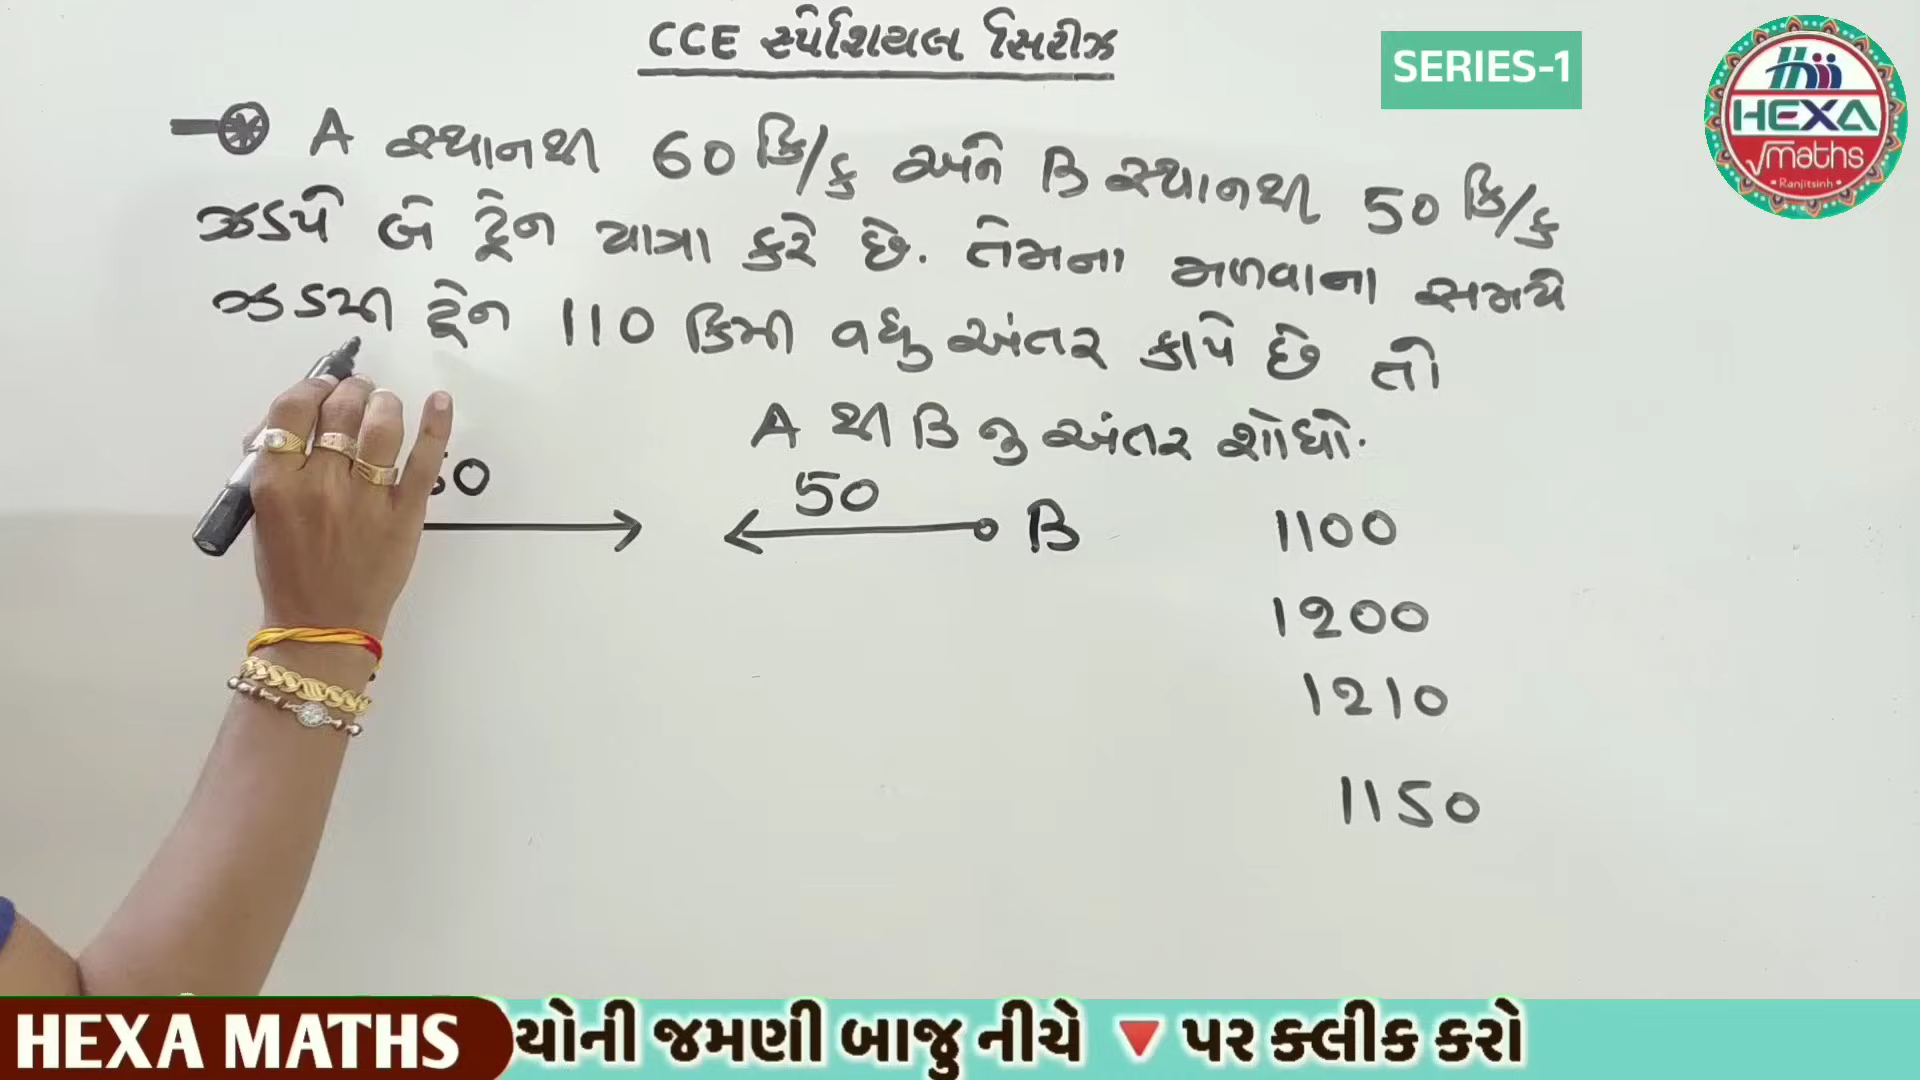 CCE સ્પેશિયલ સિરીઝ
SERIES-1
HEXA
√maths
Ranjitsinh
A સ્થાનથી 60 કિ/ક અને B સ્થાનથી 50 કિ/ક
ઝડપે બે ટ્રેન યાત્રા કરે છે. તેમના મળવાના સમયે
ઝડપી ટ્રેન 110 કિમી વધુ અંતર કાપે છે તો
A થી B નુ અંતર શોધો.
50
B
1100
1200
1210
1150
HEXA MATHS
યોની જમણી બાજુ નીચે 🔻પર ક્લીક કરો